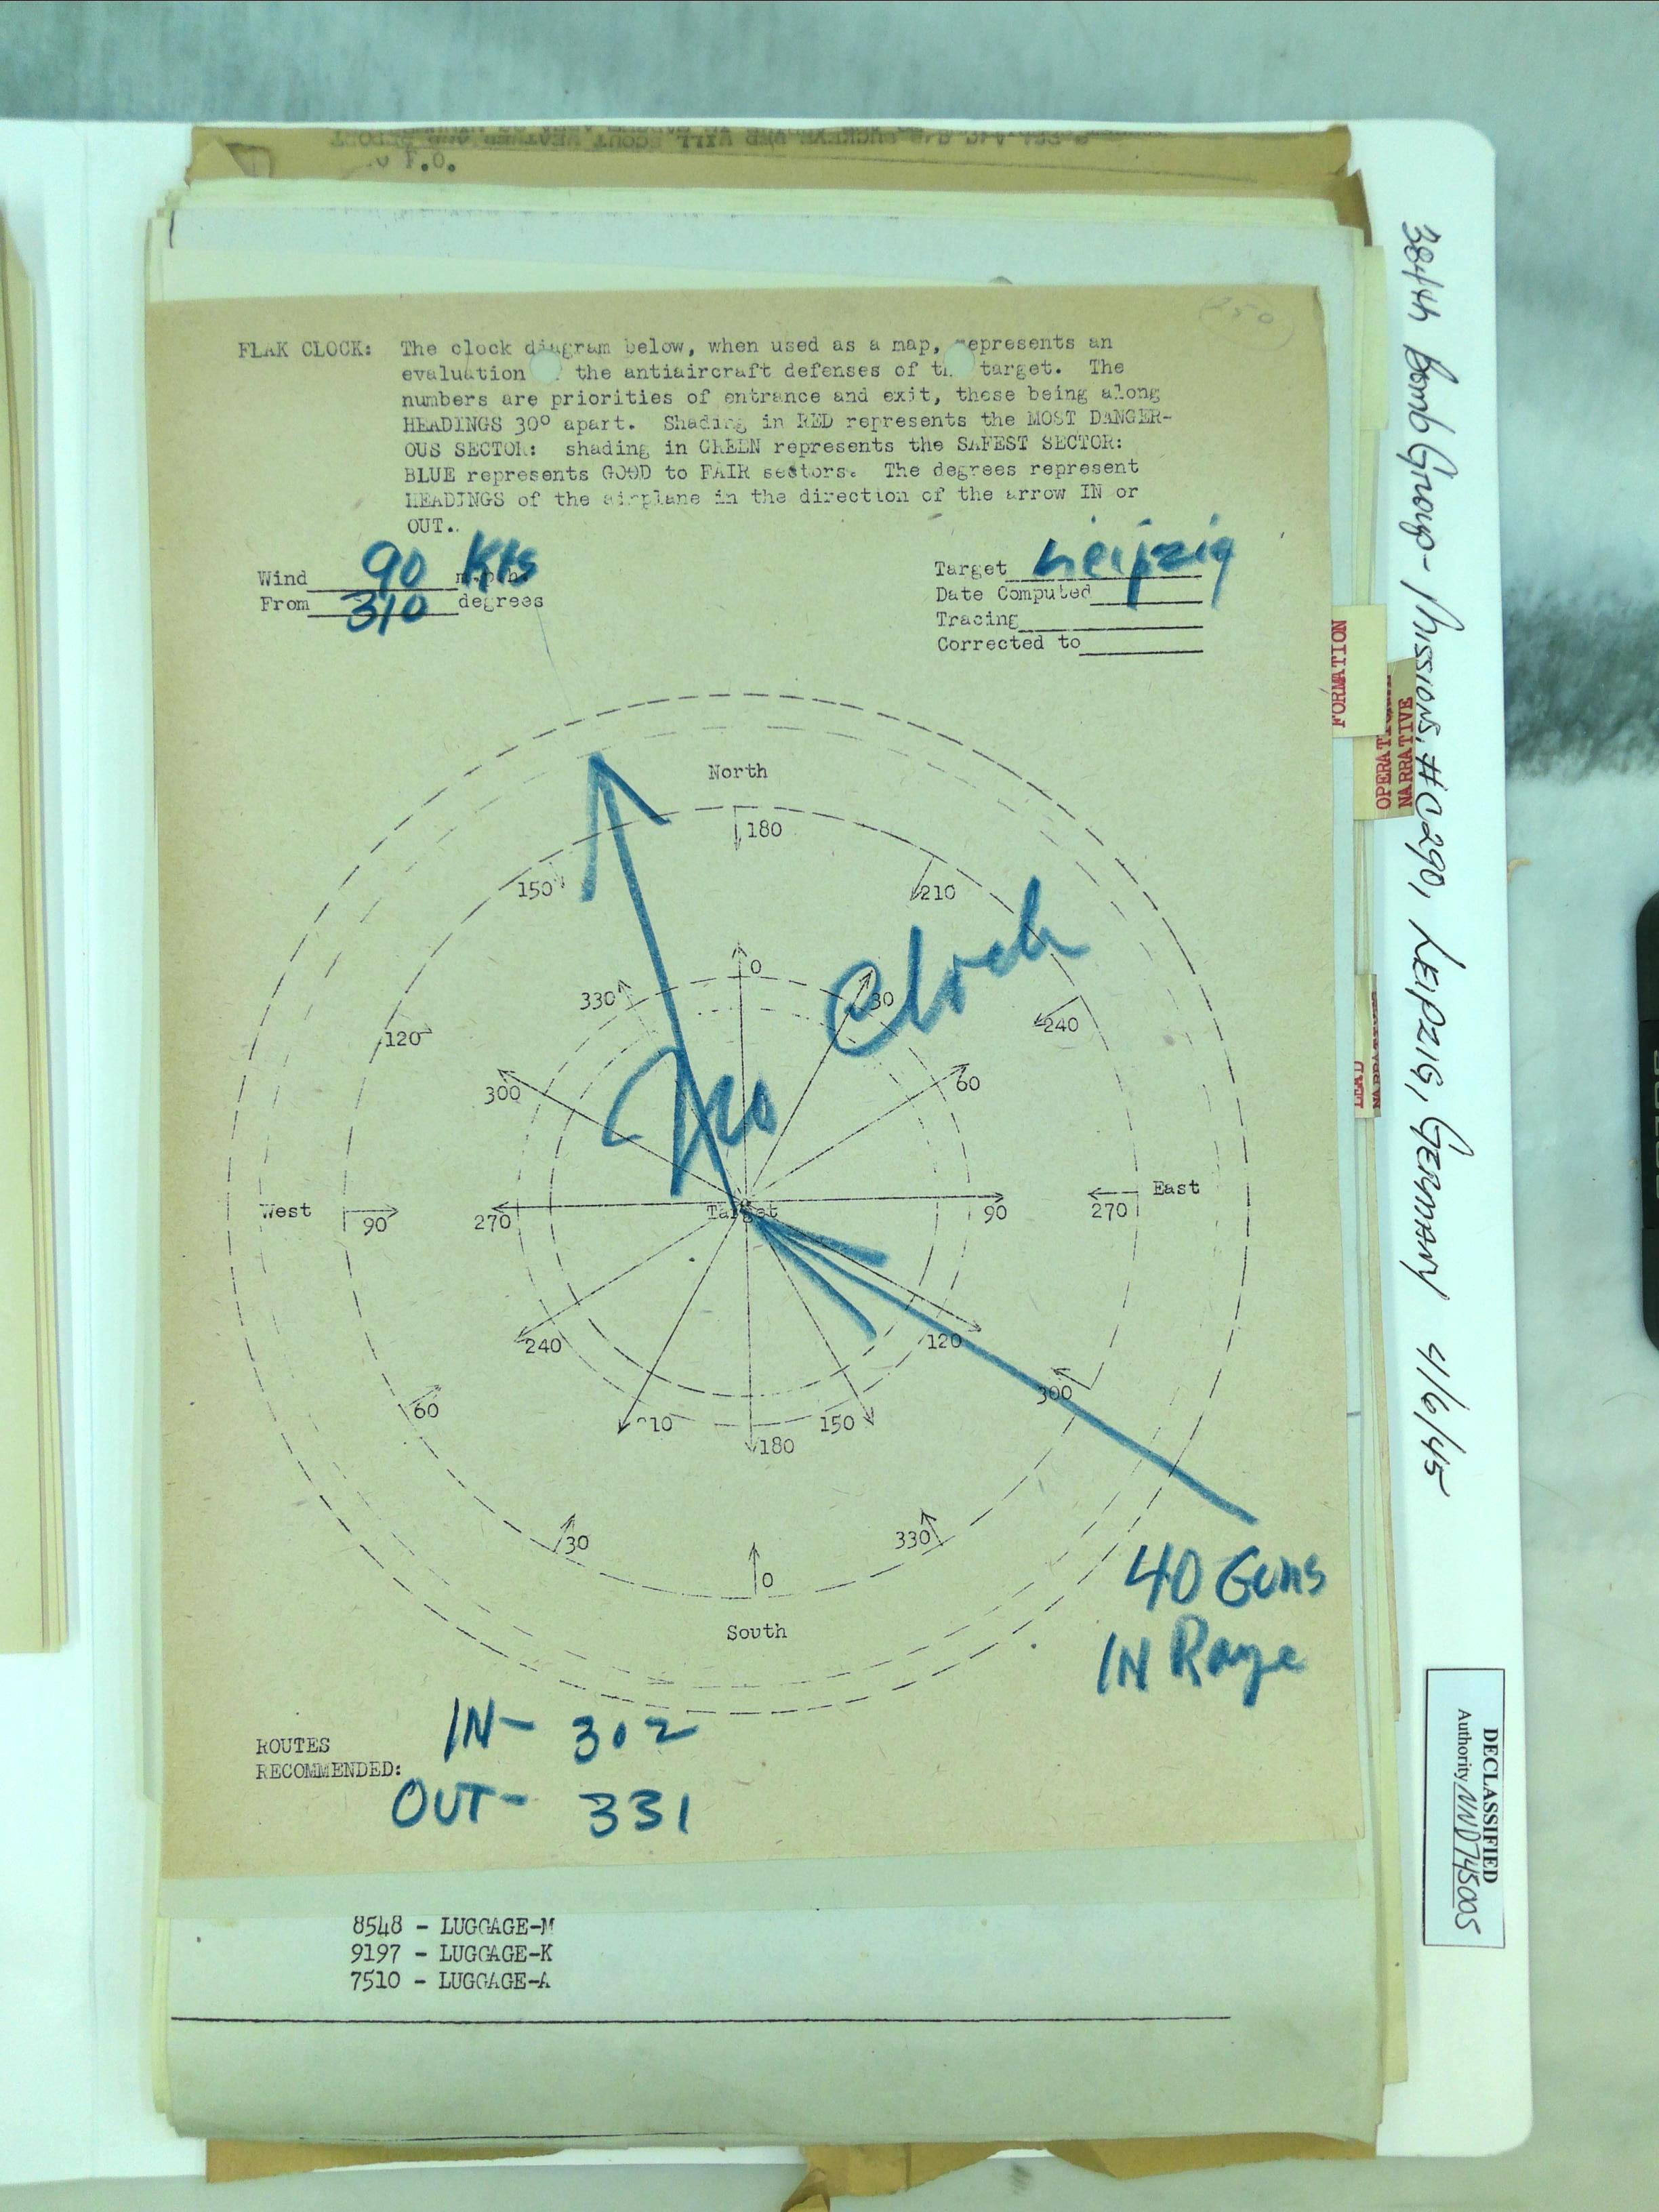 F.O.
FLAK CLOCK: The clock diagram below, when used as a map, represents an
evaluation the antiaircraft defenses of target. The
numbers are priorities of entrance and exit, these being along
HEADINGS 30° apart. Shading in RED represents the MOST DANGER-
OUS SECTOR: shading in GREEN represents the SAFEST SECTOR:
BLUE represents GOOD to FAIR sectors. The degrees represent
HEADINGS of the airplane in the direction of the arrow IN or
OUT.
Wind 90 m.p.h. Kts
From 310 degrees
Target Leipzig
Date Computed
Tracing
Corrected to
North
180
150
210
Clock
0
330
30
120
240
300
60
West
90
270
Target
90
270
East
240
120
300
60
210
150
180
30
330
0
South
40 Guns
IN Range
ROUTES
RECOMMENDED:
IN- 302
OUT- 331
8548 - LUGGAGE-M
9197 - LUGGAGE-K
7510 - LUGGAGE-A
FORMATION
OPERATIONAL
NARRATIVE
LEAD
384th Bomb Group - Missions, #290, LEIPZIG, GERMANY 4/6/45
DECLASSIFIED
Authority NND745005